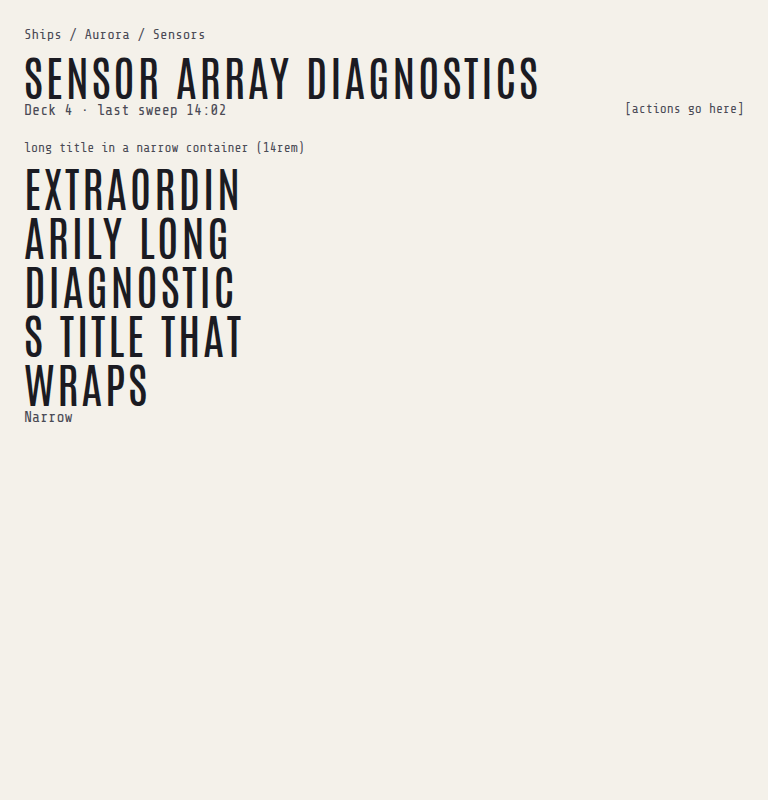 Ships / Aurora / Sensors
SENSOR ARRAY DIAGNOSTICS
Deck 4 · last sweep 14:02
[actions go here]
long title in a narrow container (14rem)
EXTRAORDIN
ARILY LONG
DIAGNOSTIC
S TITLE THAT
WRAPS
Narrow